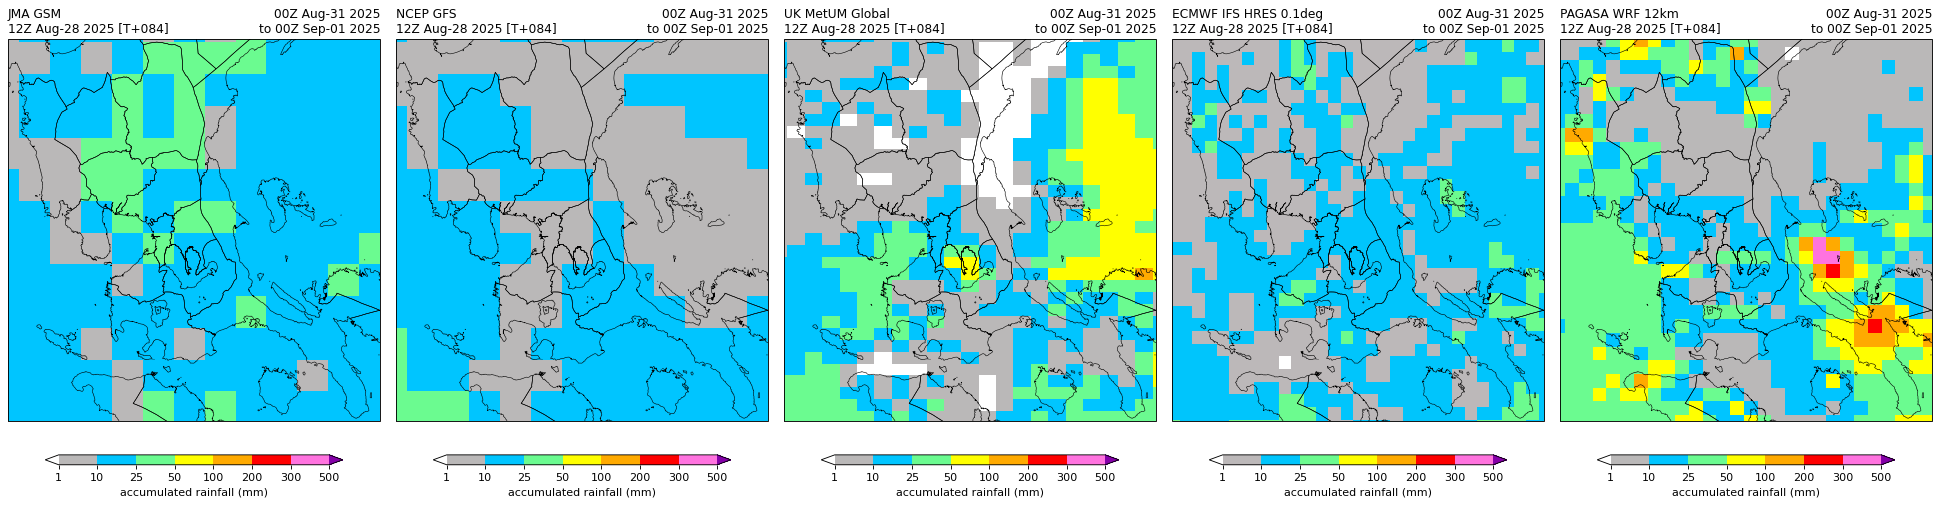 JMA GSM 00Z Aug-31 2025
12Z Aug-28 2025 [T+084] to 00Z Sep-01 2025
NCEP GFS 00Z Aug-31 2025
12Z Aug-28 2025 [T+084] to 00Z Sep-01 2025
UK MetUM Global 00Z Aug-31 2025
12Z Aug-28 2025 [T+084] to 00Z Sep-01 2025
ECMWF IFS HRES 0.1deg 00Z Aug-31 2025
12Z Aug-28 2025 [T+084] to 00Z Sep-01 2025
PAGASA WRF 12km 00Z Aug-31 2025
12Z Aug-28 2025 [T+084] to 00Z Sep-01 2025
1 10 25 50 100 200 300 500
accumulated rainfall (mm)
1 10 25 50 100 200 300 500
accumulated rainfall (mm)
1 10 25 50 100 200 300 500
accumulated rainfall (mm)
1 10 25 50 100 200 300 500
accumulated rainfall (mm)
1 10 25 50 100 200 300 500
accumulated rainfall (mm)